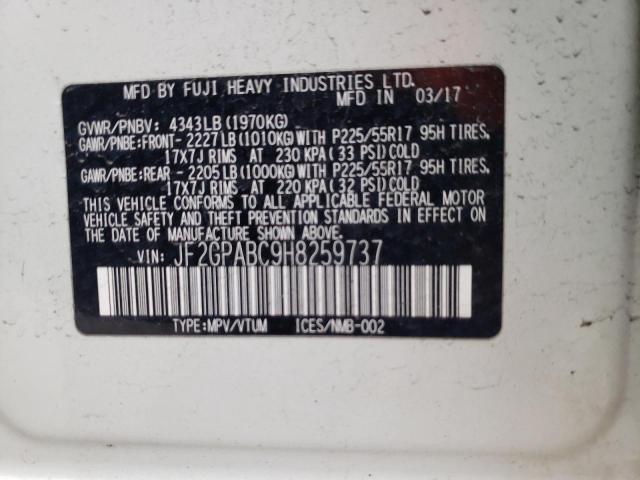 MFD BY FUJI HEAVY INDUSTRIES LTD.
MFD IN 03/17
GVWR/PNBV: 4343LB (1970KG)
GAWR/PNBE:FRONT- 2227LB(1010KG)WITH P225/55R17 95H TIRES,
17X7J RIMS AT 230 KPA(33 PSI)COLD
GAWR/PNBE:REAR - 2205LB(1000KG)WITH P225/55R17 95H TIRES,
17X7J RIMS AT 220 KPA(32 PSI)COLD
THIS VEHICLE CONFORMS TO ALL APPLICABLE FEDERAL MOTOR
VEHICLE SAFETY AND THEFT PREVENTION STANDARDS IN EFFECT ON
THE DATE OF MANUFACTURE SHOWN ABOVE.
VIN: JF2GPABC9H8259737
TYPE:MPV/VTUM ICES/NMB-002